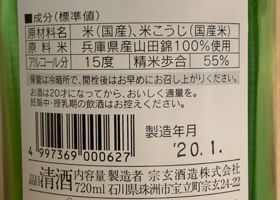 ■成分(標準値)
原材料名 米(国産)、米こうじ(国産米)
原料米 兵庫県産山田錦100%使用
アルコール分 15度 精米歩合 55%
保管は冷暗所で、開栓後はお早めにお召し上がりください。
お酒は20才になってから、おいしく適量を。
妊娠中・授乳期の飲酒はお控えください。
製造年月
'20.1.
4997369000627
品目 清酒 内容量 720ml 製造者 宗玄酒造株式会社
石川県珠洲市宝立町宗玄24-22